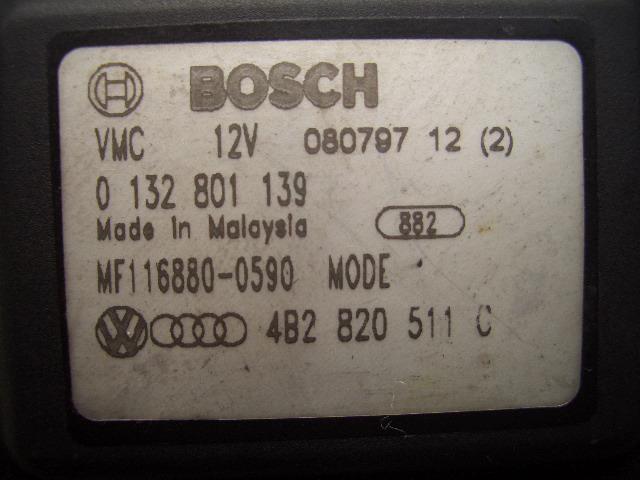 BOSCH
VMC 12V 080797 12 (2)
0 132 801 139
Made in Malaysia 882
MF116880-0590 MODE
VW 4B2 820 511 C